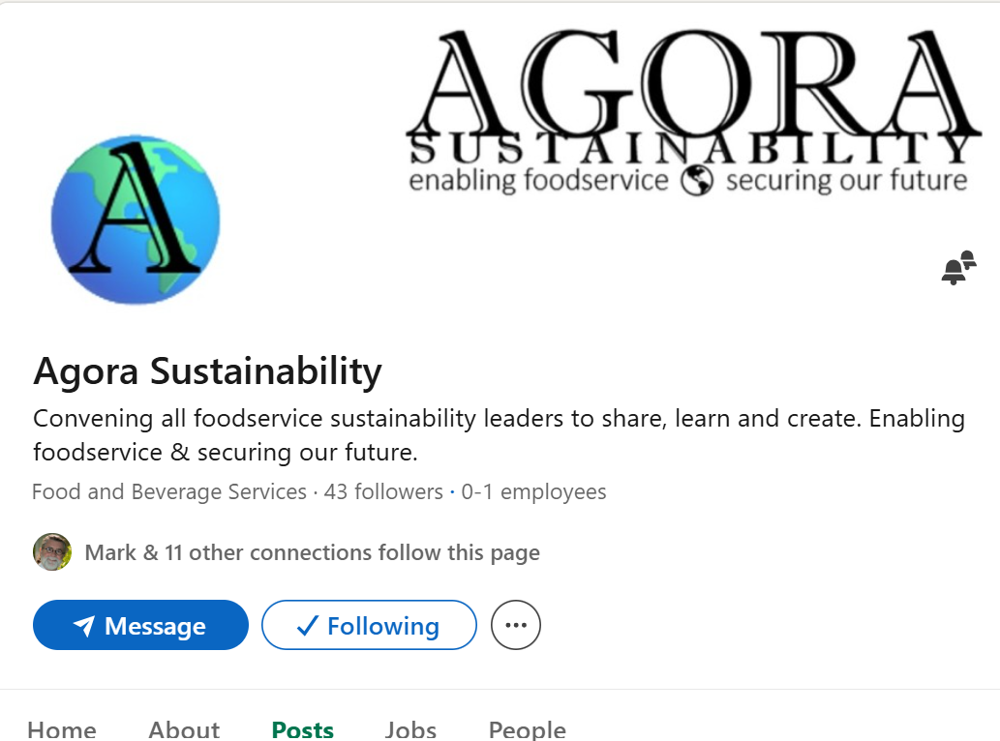 AGORA
SUSTAINABILITY
enabling foodservice securing our future
A
Agora Sustainability
Convening all foodservice sustainability leaders to share, learn and create. Enabling
foodservice & securing our future.
Food and Beverage Services · 43 followers · 0-1 employees
Mark & 11 other connections follow this page
Message
Following
Home
About
Posts
Jobs
People